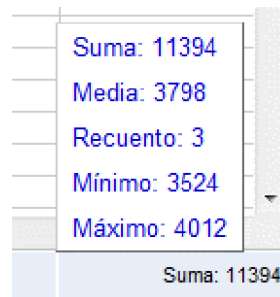 Suma: 11394
Media: 3798
Recuento: 3
Mínimo: 3524
Máximo: 4012
Suma: 11394